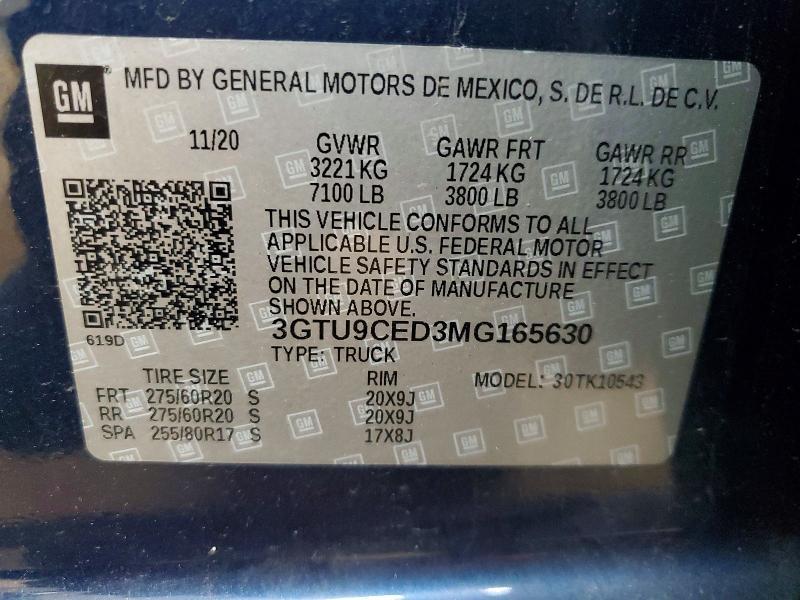 GM MFD BY GENERAL MOTORS DE MEXICO, S. DE R.L. DE C.V.
11/20 GVWR GAWR FRT GAWR RR
3221 KG 1724 KG 1724 KG
7100 LB 3800 LB 3800 LB
THIS VEHICLE CONFORMS TO ALL
APPLICABLE U.S. FEDERAL MOTOR
VEHICLE SAFETY STANDARDS IN EFFECT
ON THE DATE OF MANUFACTURE
SHOWN ABOVE.
619D 3GTU9CED3MG165630
TYPE: TRUCK
TIRE SIZE RIM MODEL: 30TK10543
FRT 275/60R20 S 20X9J
RR 275/60R20 S 20X9J
SPA 255/80R17 S 17X8J